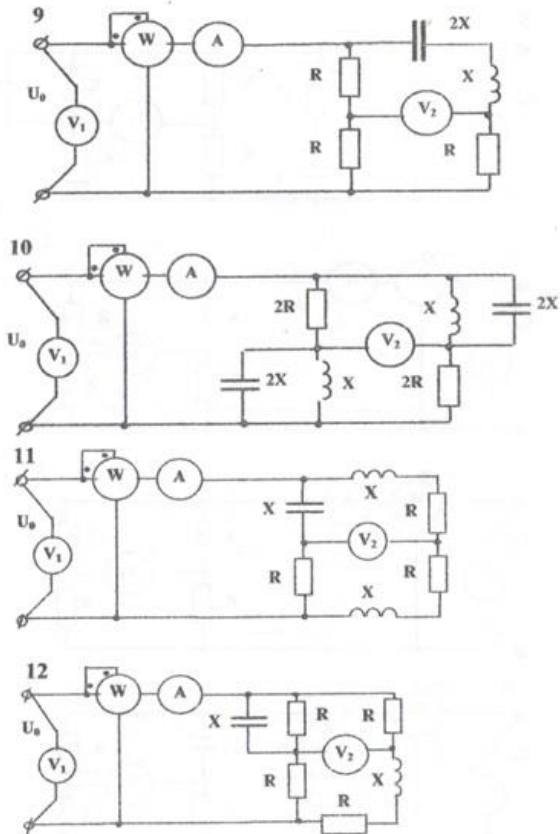 9
2X
W A
R X
U₀ V₁ V₂
R R
10
W A
2R X 2X
U₀ V₁ V₂
2X X 2R
11
W A
X X R
U₀ V₁ V₂
R R
X
12
W A
X R R
U₀ V₁ V₂
R X
R